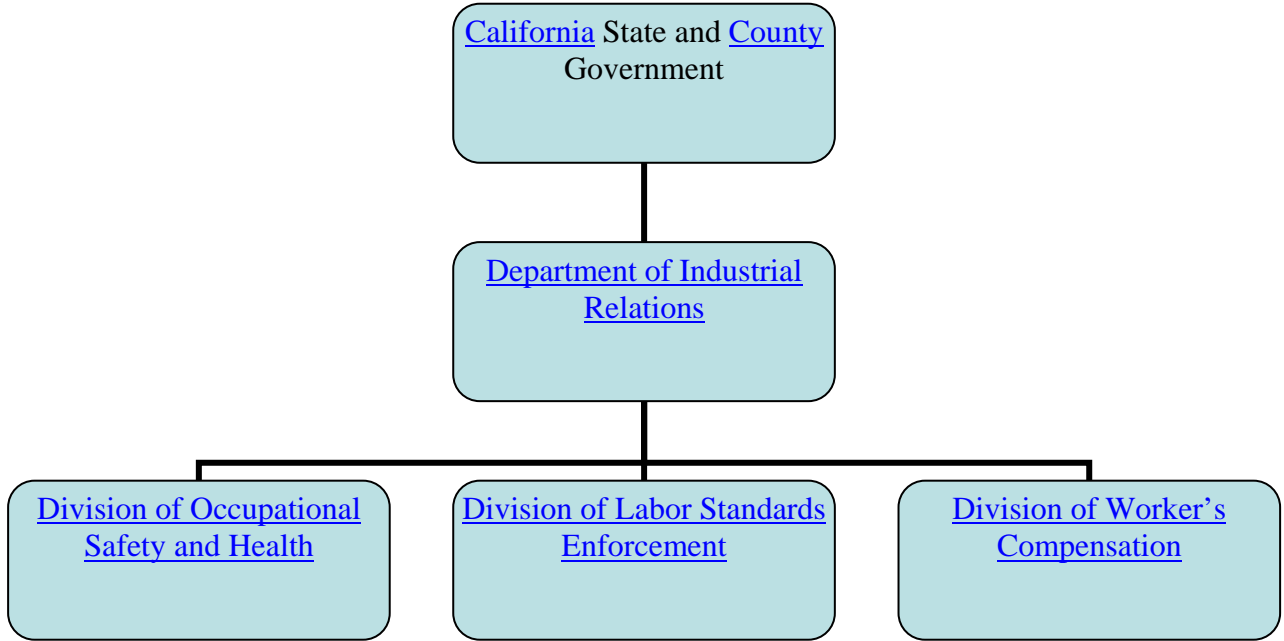 California State and County
Government
Department of Industrial
Relations
Division of Occupational
Safety and Health
Division of Labor Standards
Enforcement
Division of Worker’s
Compensation